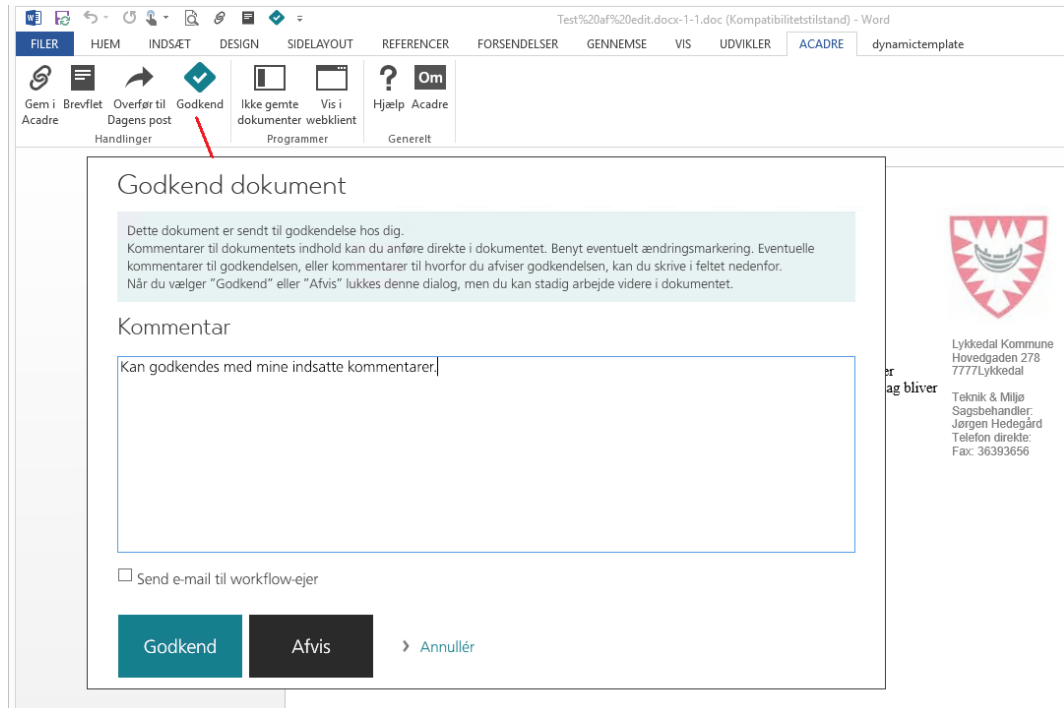 Test%20af%20edit.docx-1-1.doc (Kompatibilitetstilstand) - Word
FILER HJEM INDSÆT DESIGN SIDELAYOUT REFERENCER FORSENDELSER GENNEMSE VIS UDVIKLER ACADRE dynamictemplate
Om
Gem i Brevflet Overfør til Godkend Ikke gemte Vis i Hjælp Acadre
Acadre Dagens post dokumenter webklient
Handlinger Programmer Generelt
Godkend dokument
Dette dokument er sendt til godkendelse hos dig.
Kommentarer til dokumentets indhold kan du anføre direkte i dokumentet. Benyt eventuelt ændringsmarkering. Eventuelle
kommentarer til godkendelsen, eller kommentarer til hvorfor du afviser godkendelsen, kan du skrive i feltet nedenfor.
Når du vælger "Godkend" eller "Afvis" lukkes denne dialog, men du kan stadig arbejde videre i dokumentet.
Kommentar
Kan godkendes med mine indsatte kommentarer.
Send e-mail til workflow-ejer
Godkend Afvis Annullér
er
ag bliver
Lykkedal Kommune
Hovedgaden 278
7777Lykkedal
Teknik & Miljø
Sagsbehandler:
Jørgen Hedegård
Telefon direkte:
Fax: 36393656